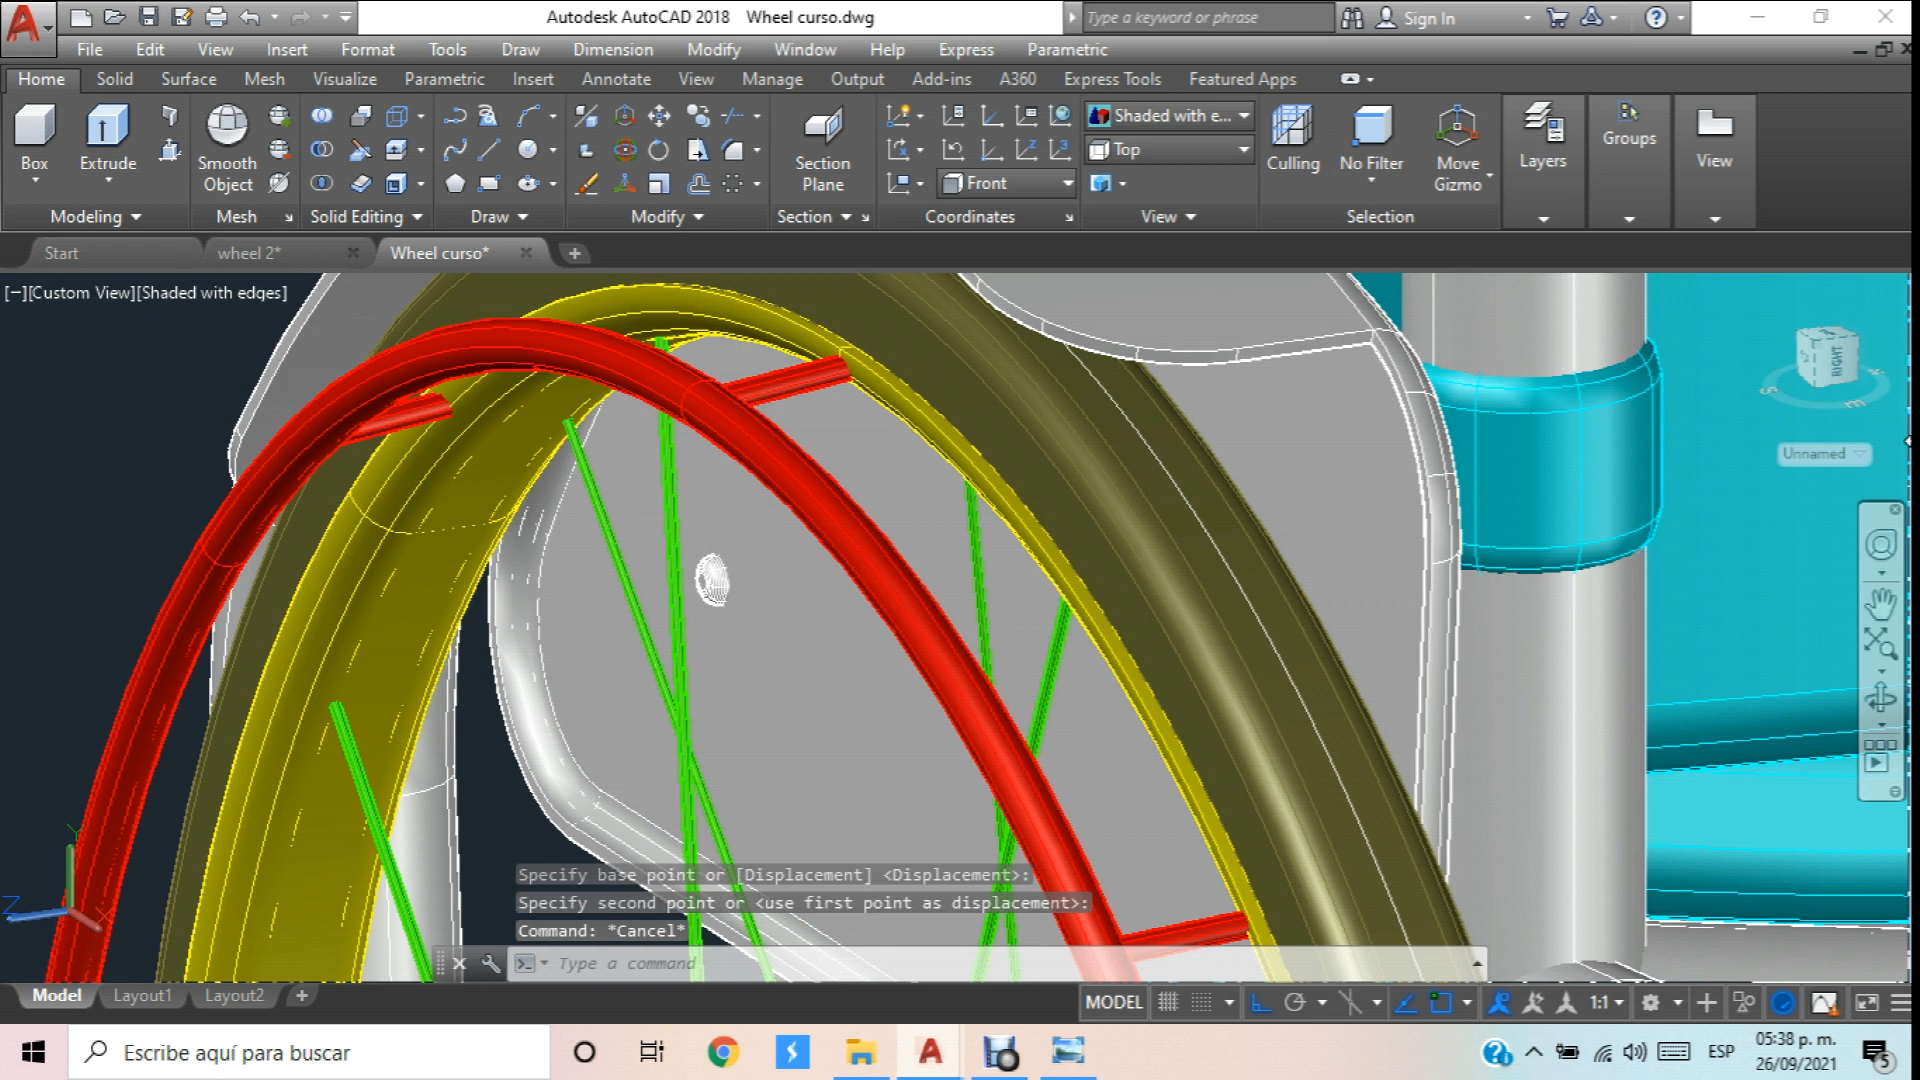 Autodesk AutoCAD 2018 Wheel curso.dwg
Type a keyword or phrase
Sign In
File Edit View Insert Format Tools Draw Dimension Modify Window Help Express Parametric
Home Solid Surface Mesh Visualize Parametric Insert Annotate View Manage Output Add-ins A360 Express Tools Featured Apps
Box
Extrude
Smooth Object
Section Plane
Shaded with e...
Top
Front
Culling
No Filter
Move Gizmo
Layers
Groups
View
Modeling Mesh Solid Editing Draw Modify Section Coordinates View Selection
Start wheel 2* Wheel curso*
[−][Custom View][Shaded with edges]
RIGHT
Unnamed
Y
Z
X
Specify base point or [Displacement] <Displacement>:
Specify second point or <use first point as displacement>:
Command: *Cancel*
Type a command
Model Layout1 Layout2
MODEL
1:1
Escribe aquí para buscar
ESP
05:38 p. m.
26/09/2021
5